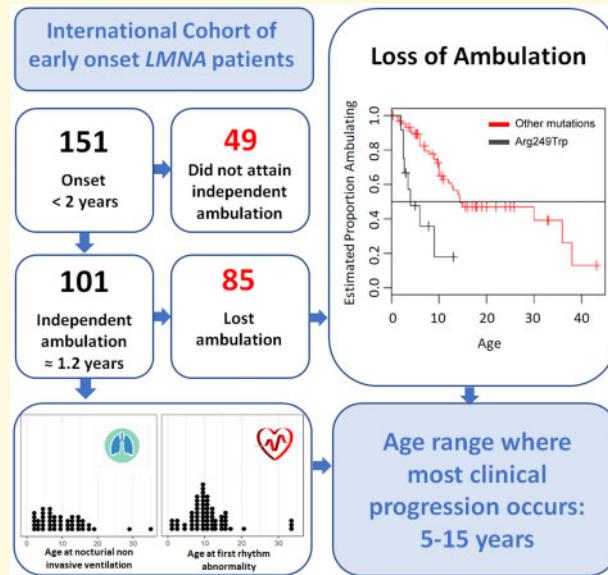 International Cohort of
early onset LMNA patients
151
Onset
< 2 years
49
Did not attain
independent
ambulation
101
Independent
ambulation
≈ 1.2 years
85
Lost
ambulation
Loss of Ambulation
Estimated Proportion Ambulating
1.0
0.8
0.6
0.4
0.2
0.0
Other mutations
Arg249Trp
0
10
20
30
40
Age
0
10
20
30
Age at nocturial non
invasive ventilation
0
10
20
30
Age at first rhythm
abnormality
Age range where
most clinical
progression occurs:
5-15 years